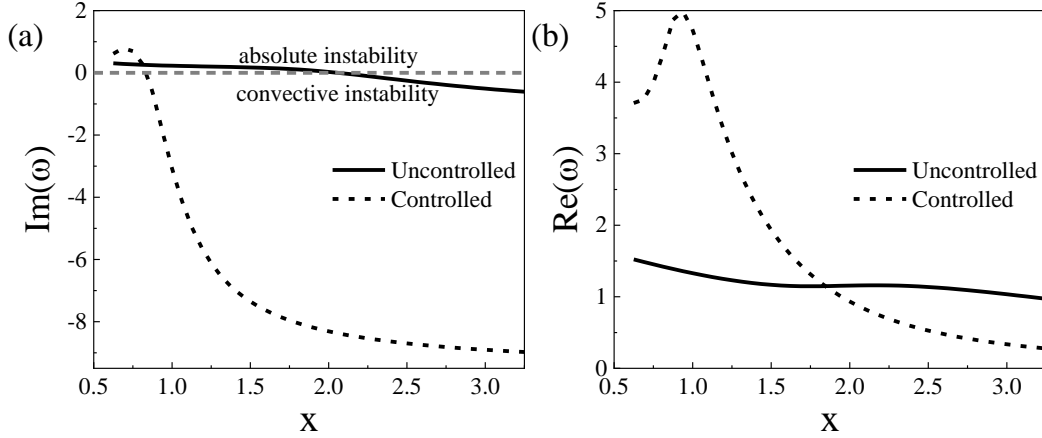 (a)
2
0
-2
-4
-6
-8
Im(ω)
absolute instability
convective instability
Uncontrolled
Controlled
0.5 1.0 1.5 2.0 2.5 3.0
X
(b)
5
4
3
2
1
0
Re(ω)
Uncontrolled
Controlled
0.5 1.0 1.5 2.0 2.5 3.0
X